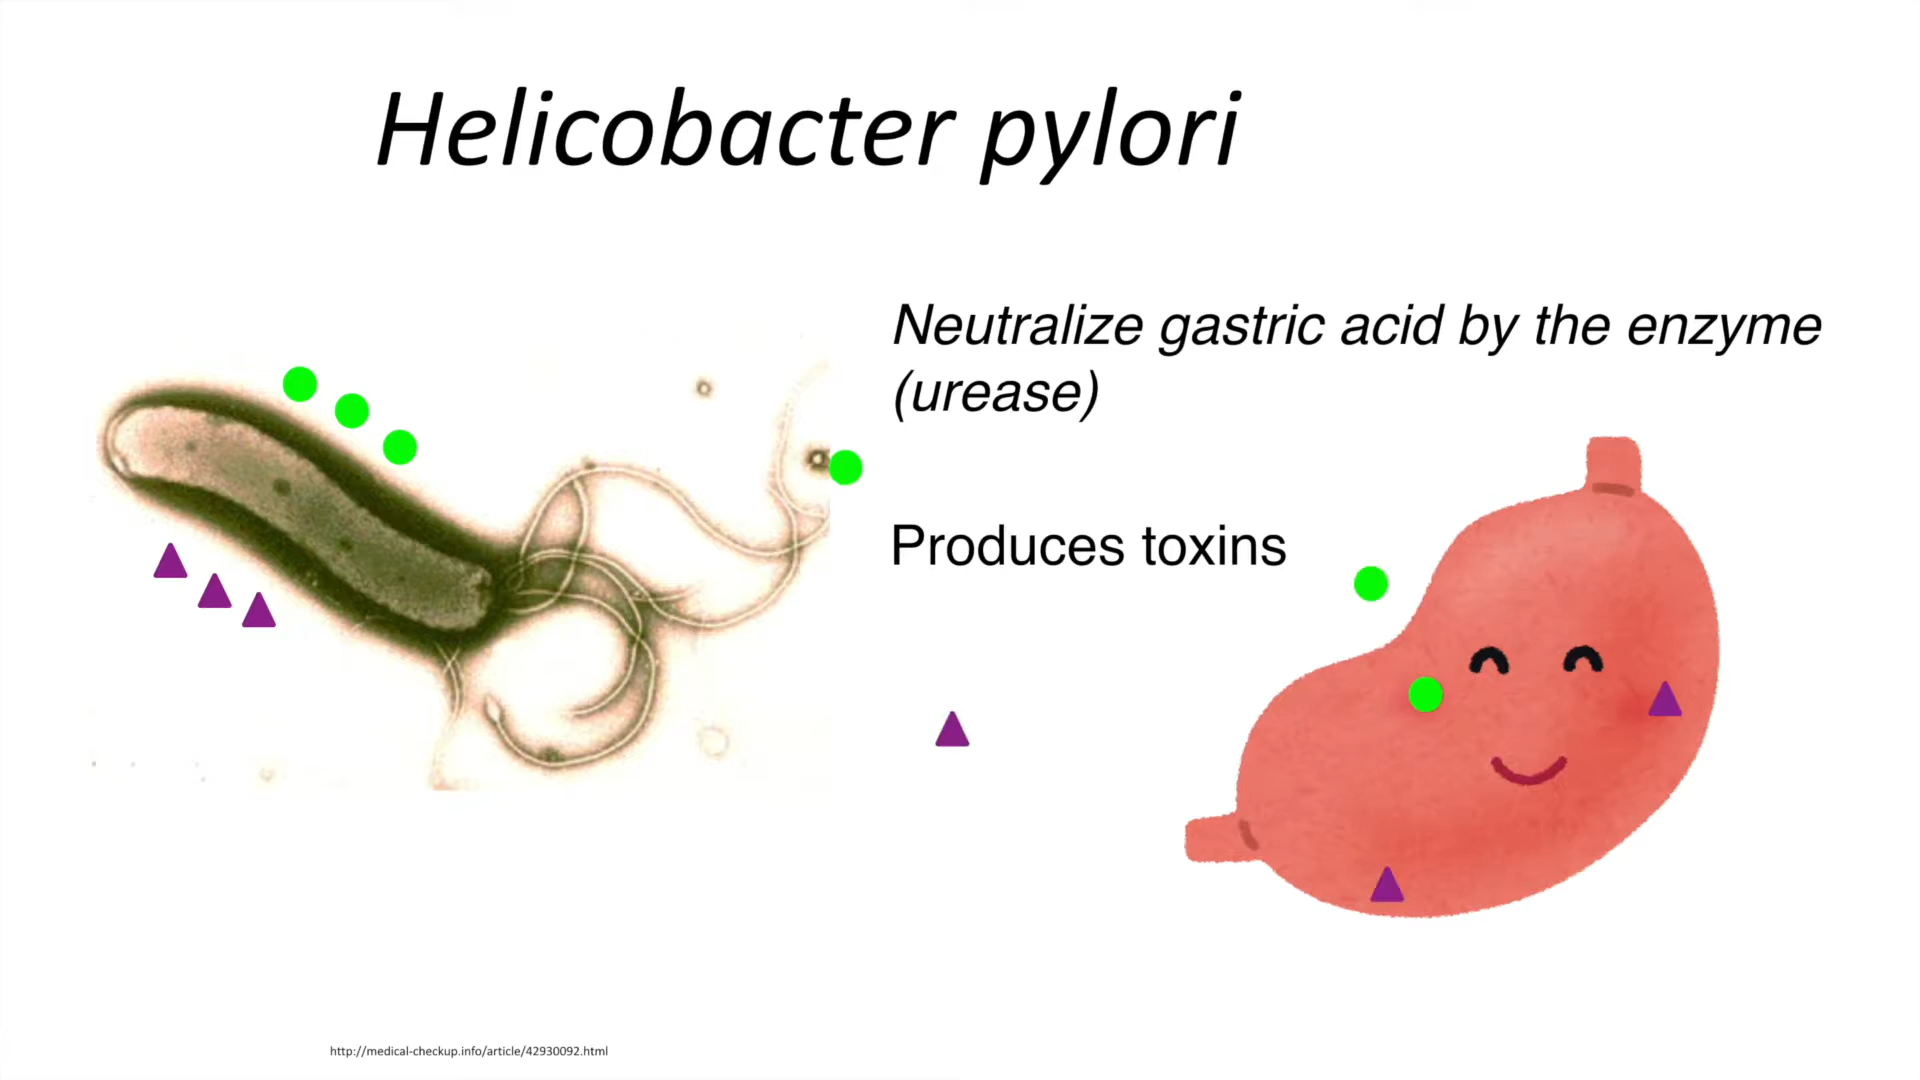 Helicobacter pylori
Neutralize gastric acid by the enzyme
(urease)
Produces toxins
http://medical-checkup.info/article/42930092.html